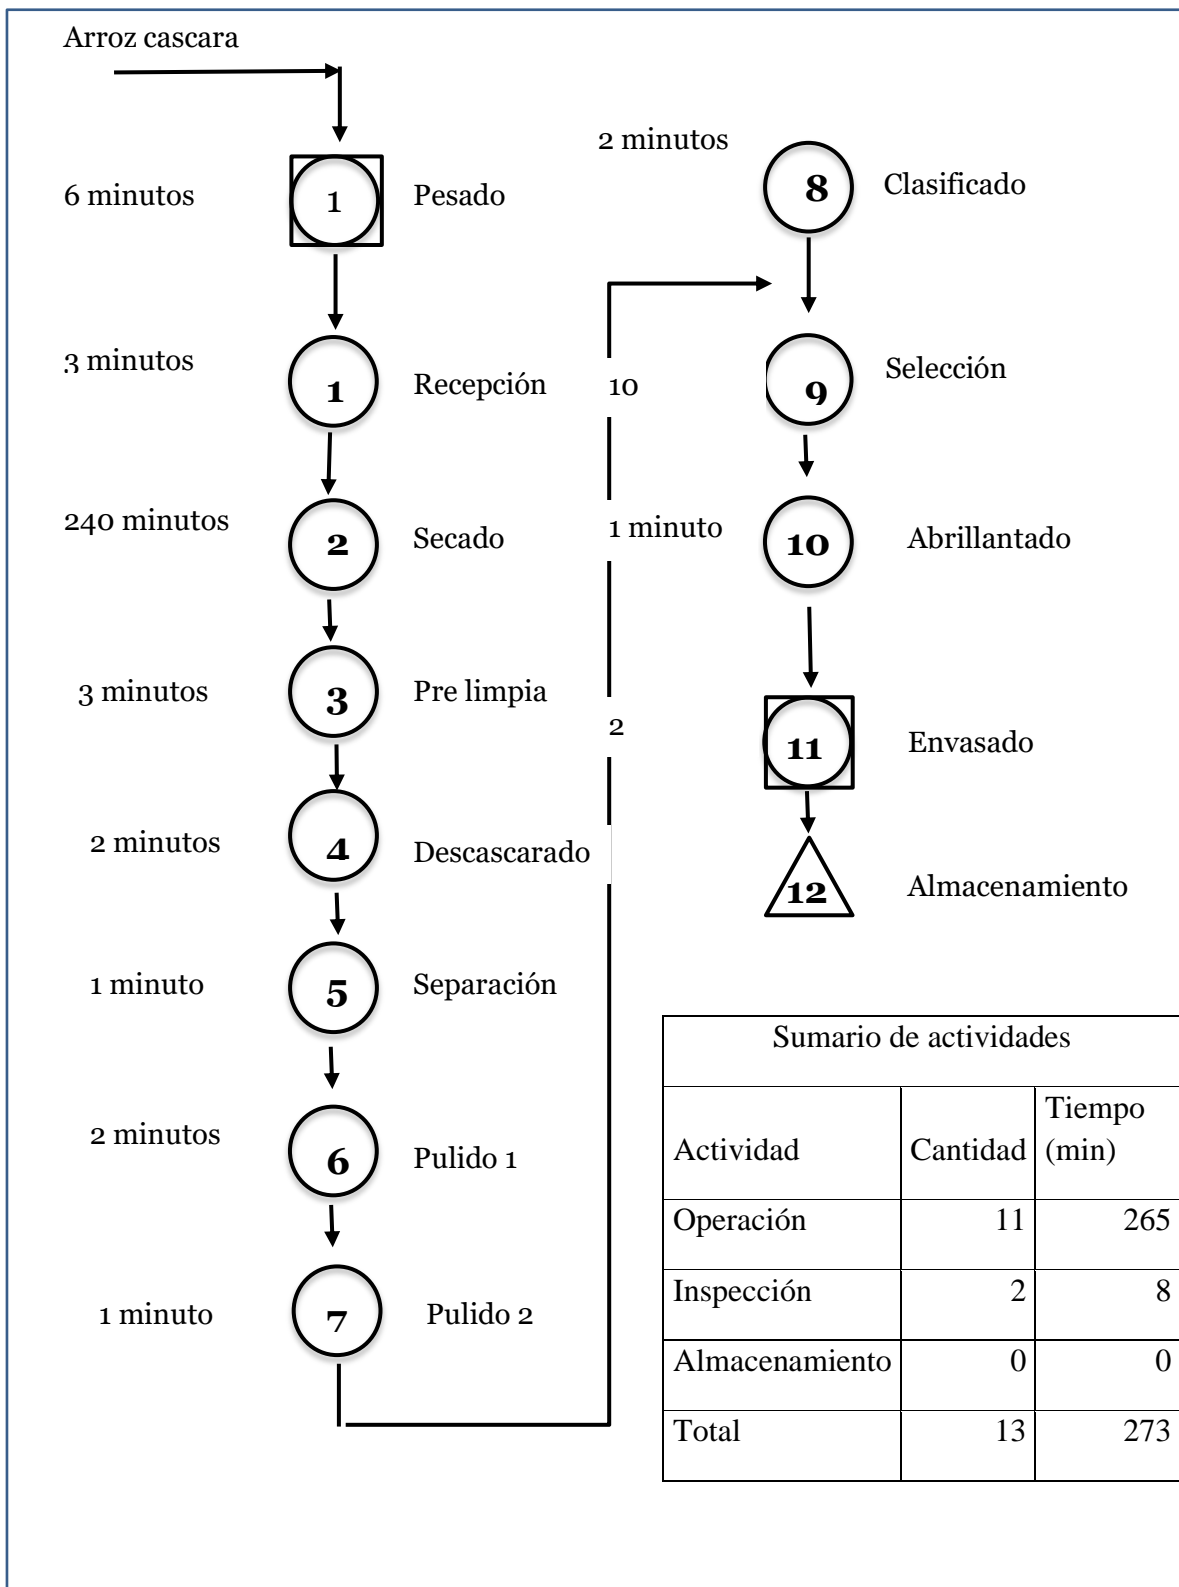 Arroz cascara
6 minutos
1
Pesado
3 minutos
1
Recepción
240 minutos
2
Secado
3 minutos
3
Pre limpia
2 minutos
4
Descascarado
1 minuto
5
Separación
2 minutos
6
Pulido 1
1 minuto
7
Pulido 2
2 minutos
8
Clasificado
10
9
Selección
1 minuto
10
Abrillantado
2
11
Envasado
12
Almacenamiento
Sumario de actividades
Actividad Cantidad Tiempo (min)
Operación 11 265
Inspección 2 8
Almacenamiento 0 0
Total 13 273